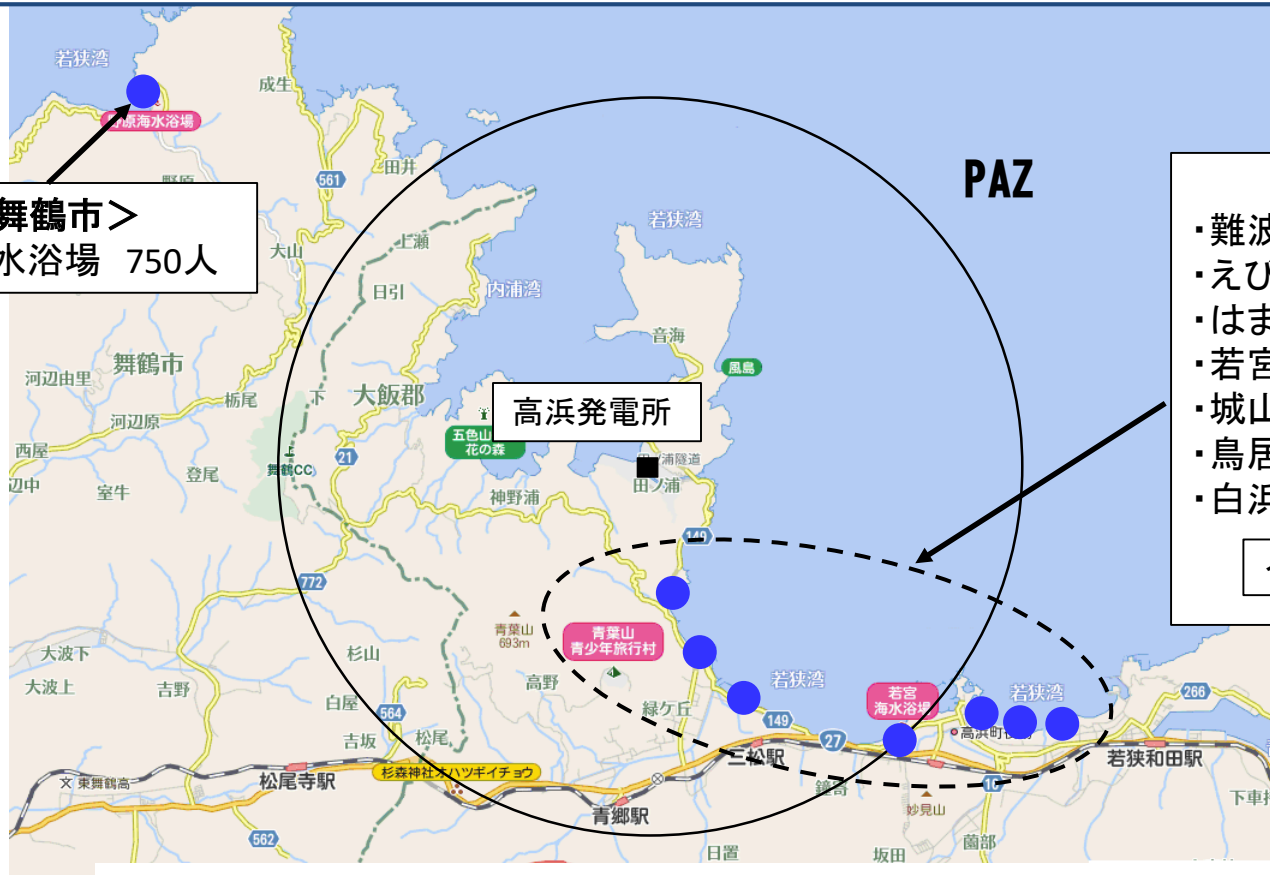 若狭湾
成生
野原海水浴場
田井
561
PAZ
舞鶴市＞
水浴場 750人
若狭湾
上瀬
犬山
日引
内浦湾
音海
風島
・難波
・えび
・はま
・若宮
・城山
・鳥居
・白浜
舞鶴市
河辺由里
栃尾
下
大飯郡
高浜発電所
河辺原
五色山
花の森
西屋
辺中
室牛
登尾
舞鶴CC
21
田ノ浦
神野浦
149
772
青葉山
693m
青葉山
青少年旅行村
大波下
大波上
吉野
杉山
白屋
高野
緑ケ丘
若狭湾
若宮
海水浴場
若狭湾
266
564
吉坂
松尾
149
27
三松駅
若狭和田駅
東舞鶴高
松尾寺駅
杉森神社オハツギイチョウ
青郷駅
妙見山
下車持
562
日置
坂田
薗部